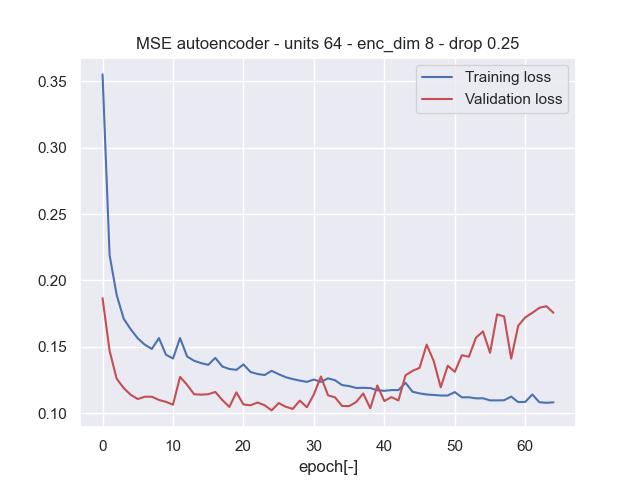 MSE autoencoder - units 64 - enc_dim 8 - drop 0.25
Training loss
Validation loss
0.35
0.30
0.25
0.20
0.15
0.10
0 10 20 30 40 50 60
epoch[-]